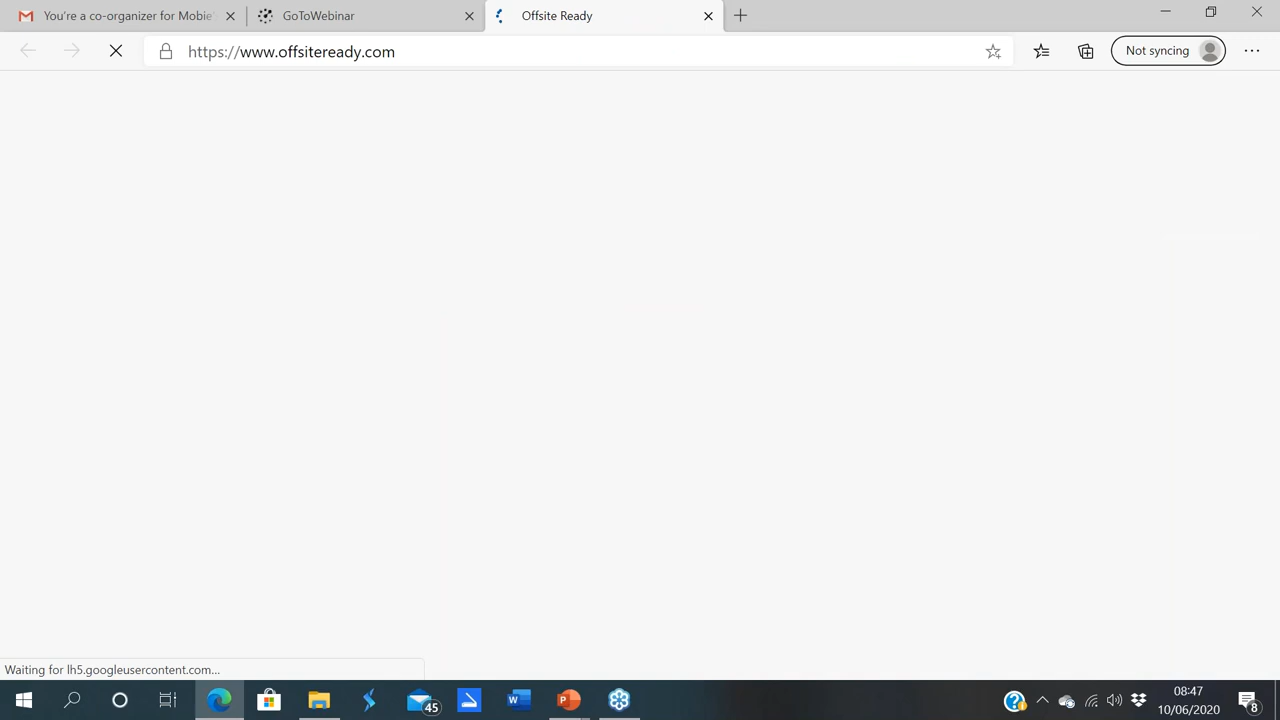 You're a co-organizer for Mobie'
GoToWebinar
Offsite Ready
https://www.offsiteready.com
Not syncing
Waiting for lh5.googleusercontent.com...
45
08:47
10/06/2020
8